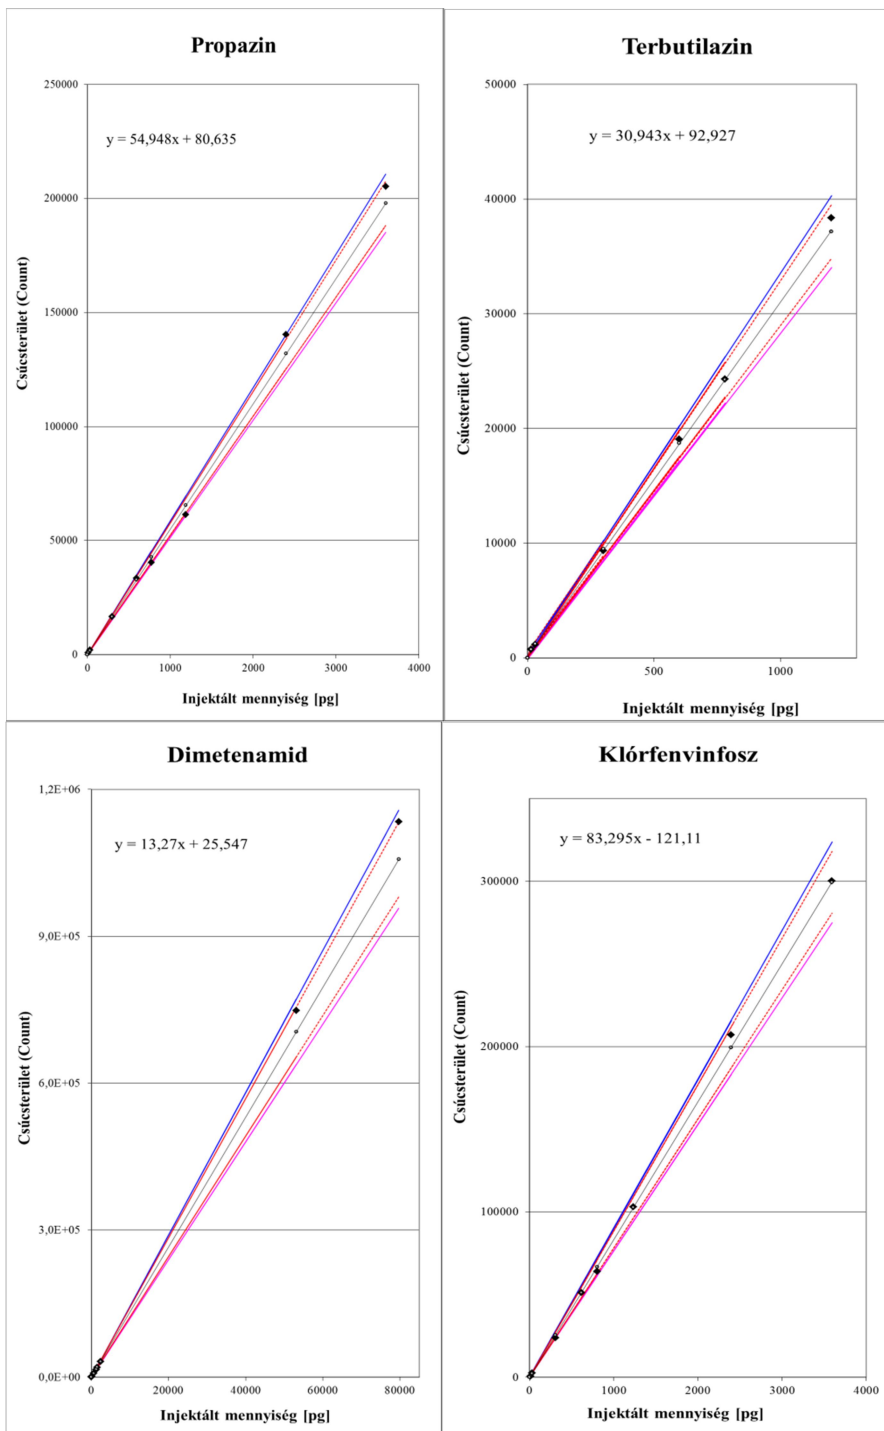 Propazin
250000
y = 54,948x + 80,635
200000
150000
100000
50000
0
0 1000 2000 3000 4000
Csúcsterület (Count)
Injektált mennyiség [pg]
Terbutilazin
50000
y = 30,943x + 92,927
40000
30000
20000
10000
0
0 500 1000
Csúcsterület (Count)
Injektált mennyiség [pg]
Dimetenamid
1,2E+06
y = 13,27x + 25,547
9,0E+05
6,0E+05
3,0E+05
0,0E+00
0 20000 40000 60000 80000
Csúcsterület (Count)
Injektált mennyiség [pg]
Klórfenvinfosz
y = 83,295x - 121,11
300000
200000
100000
0
0 1000 2000 3000 4000
Csúcsterület (Count)
Injektált mennyiség [pg]